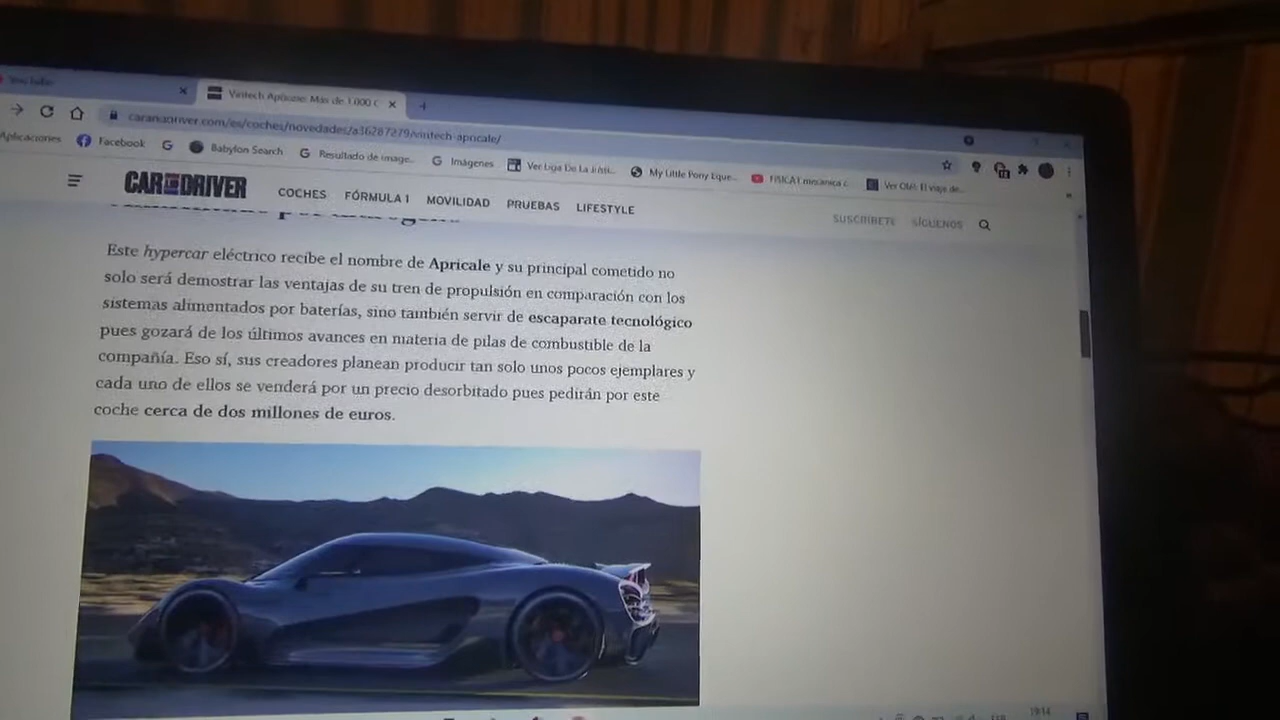 YouTube
Vintech Apricale: Más de 1.000 C
caranddriver.com/es/coches/novedades/a36287279/vintech-apricale/
Aplicaciones Facebook Babylon Search Resultado de image... Imágenes Ver Liga De La Justi... My Little Pony Eque... FISICA I mecánica c... Ver OVA: El viaje de...
CAR AND DRIVER COCHES FÓRMULA 1 MOVILIDAD PRUEBAS LIFESTYLE SUSCRÍBETE SÍGUENOS
Este hypercar eléctrico recibe el nombre de Apricale y su principal cometido no
solo será demostrar las ventajas de su tren de propulsión en comparación con los
sistemas alimentados por baterías, sino también servir de escaparate tecnológico
pues gozará de los últimos avances en materia de pilas de combustible de la
compañía. Eso sí, sus creadores planean producir tan solo unos pocos ejemplares y
cada uno de ellos se venderá por un precio desorbitado pues pedirán por este
coche cerca de dos millones de euros.
19:14